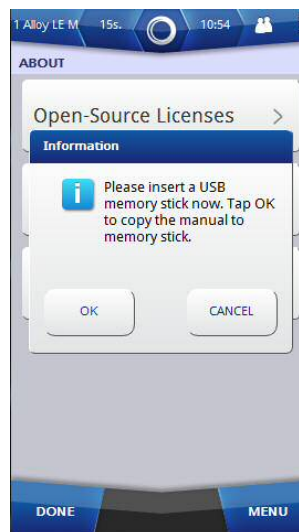 1 Alloy LE M 15s. 10:54
ABOUT
Open-Source Licenses
Information
Please insert a USB
memory stick now. Tap OK
to copy the manual to
memory stick.
OK CANCEL
DONE MENU